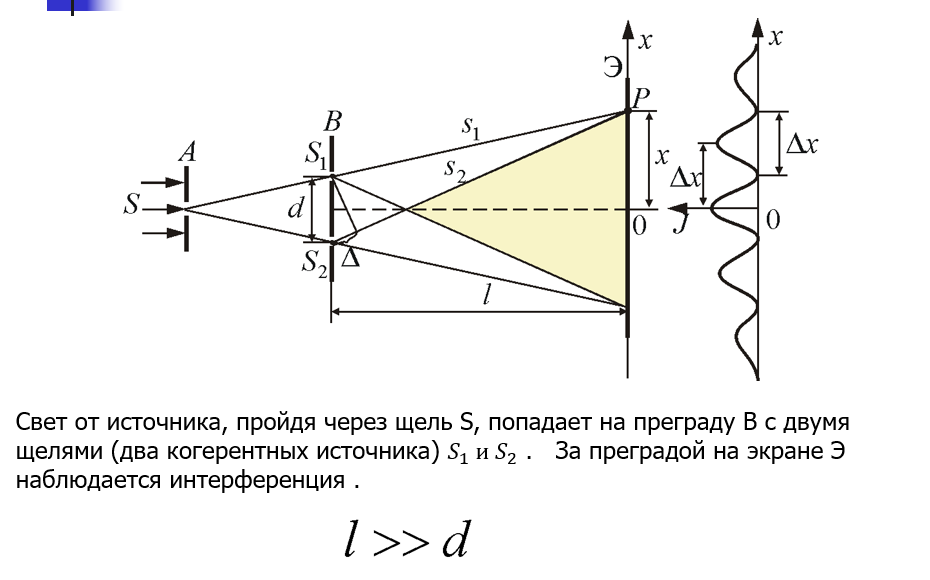 x
x
Э
P
B
s₁
A
S₁
s₂
x
Δx
Δx
S
d
0
J
0
S₂
Δ
l
Свет от источника, пройдя через щель S, попадает на преграду В с двумя
щелями (два когерентных источника) 𝑆₁ и 𝑆₂ .   За преградой на экране Э
наблюдается интерференция .
l >> d